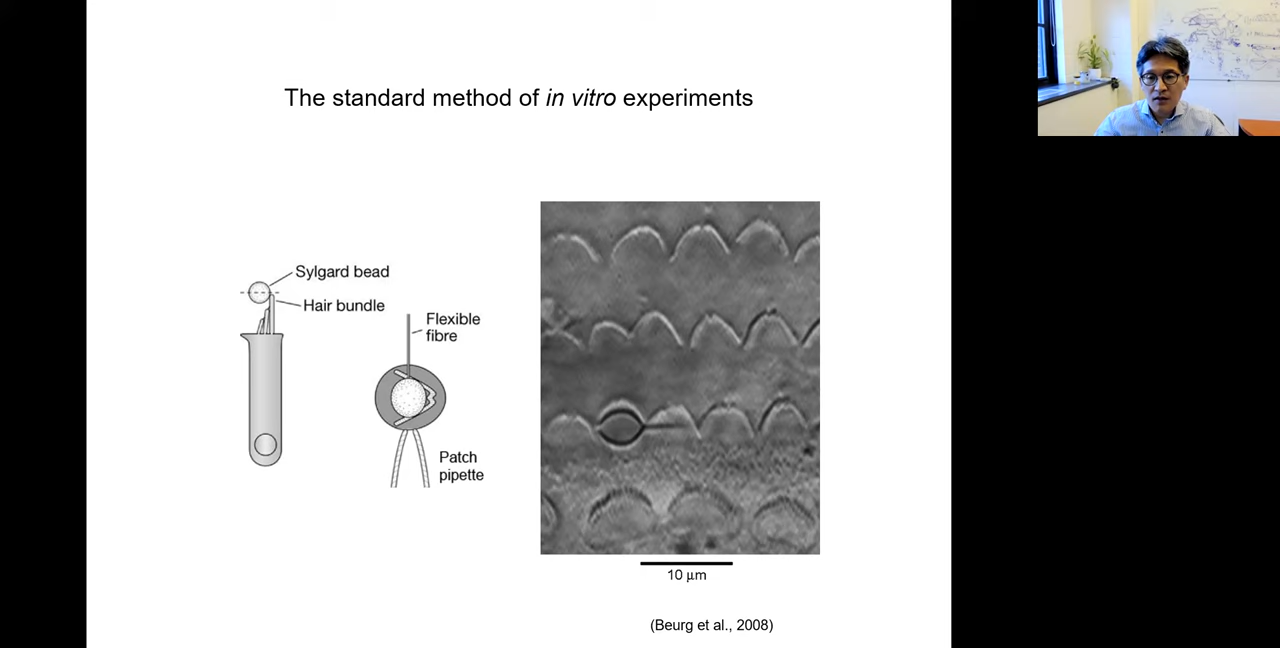 The standard method of in vitro experiments
Sylgard bead
Hair bundle
Flexible
fibre
Patch
pipette
10 μm
(Beurg et al., 2008)